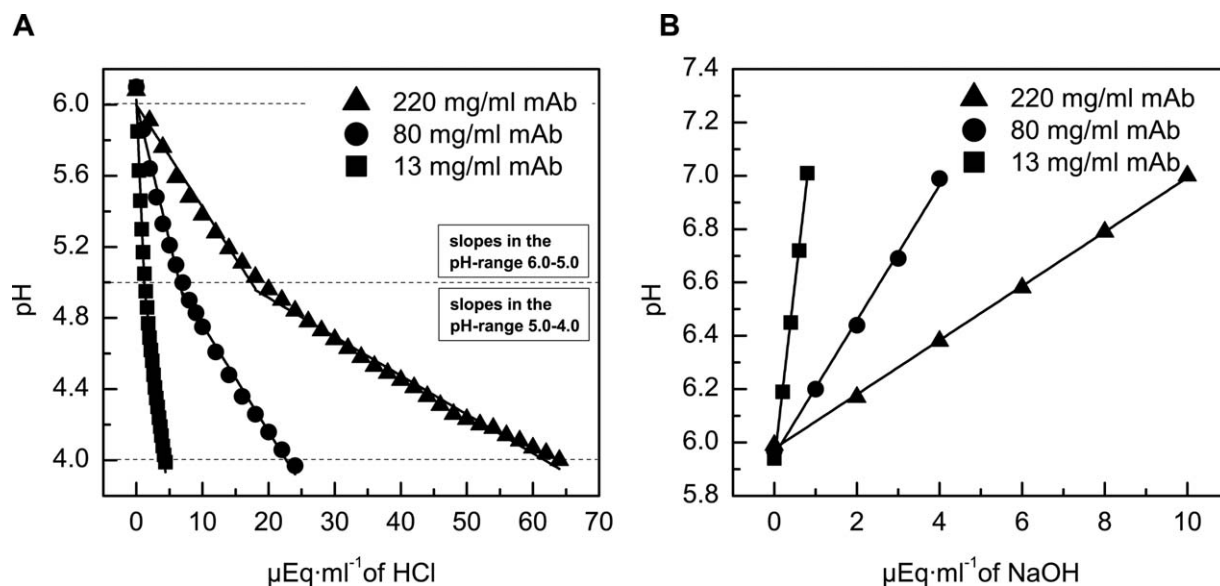 A
pH
6.0
5.6
5.2
4.8
4.4
4.0
220 mg/ml mAb
80 mg/ml mAb
13 mg/ml mAb
slopes in the
pH-range 6.0-5.0
slopes in the
pH-range 5.0-4.0
0 10 20 30 40 50 60 70
µEq·ml⁻¹of HCl
B
pH
7.4
7.2
7.0
6.8
6.6
6.4
6.2
6.0
5.8
220 mg/ml mAb
80 mg/ml mAb
13 mg/ml mAb
0 2 4 6 8 10
µEq·ml⁻¹of NaOH